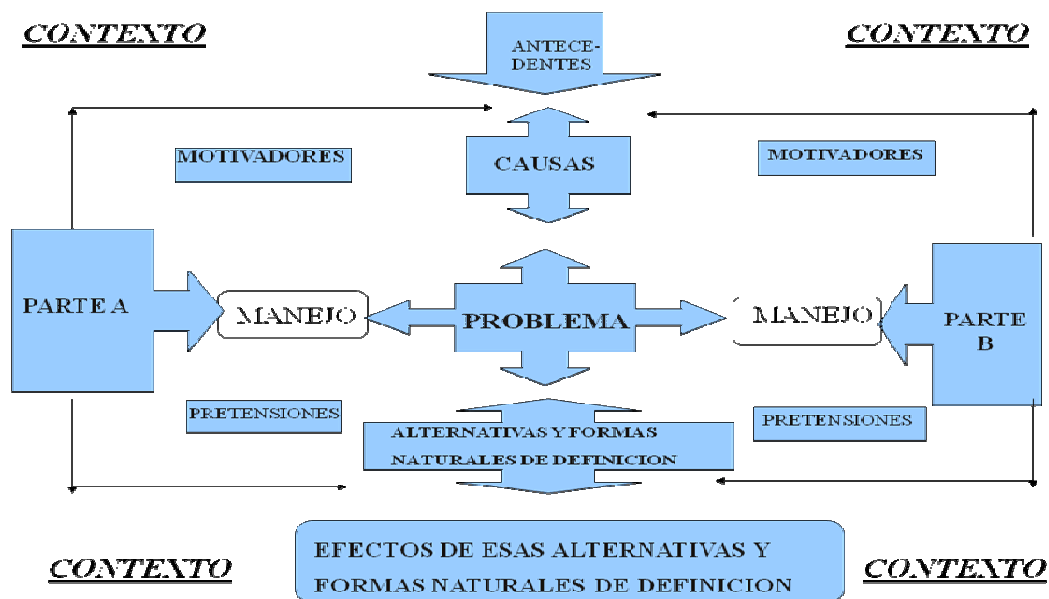 CONTEXTO
CONTEXTO
ANTECE-
DENTES
MOTIVADORES
CAUSAS
MOTIVADORES
PARTE A
MANEJO
PROBLEMA
MANEJO
PARTE
B
PRETENSIONES
ALTERNATIVAS Y FORMAS
NATURALES DE DEFINICION
PRETENSIONES
EFECTOS DE ESAS ALTERNATIVAS Y
FORMAS NATURALES DE DEFINICION
CONTEXTO
CONTEXTO